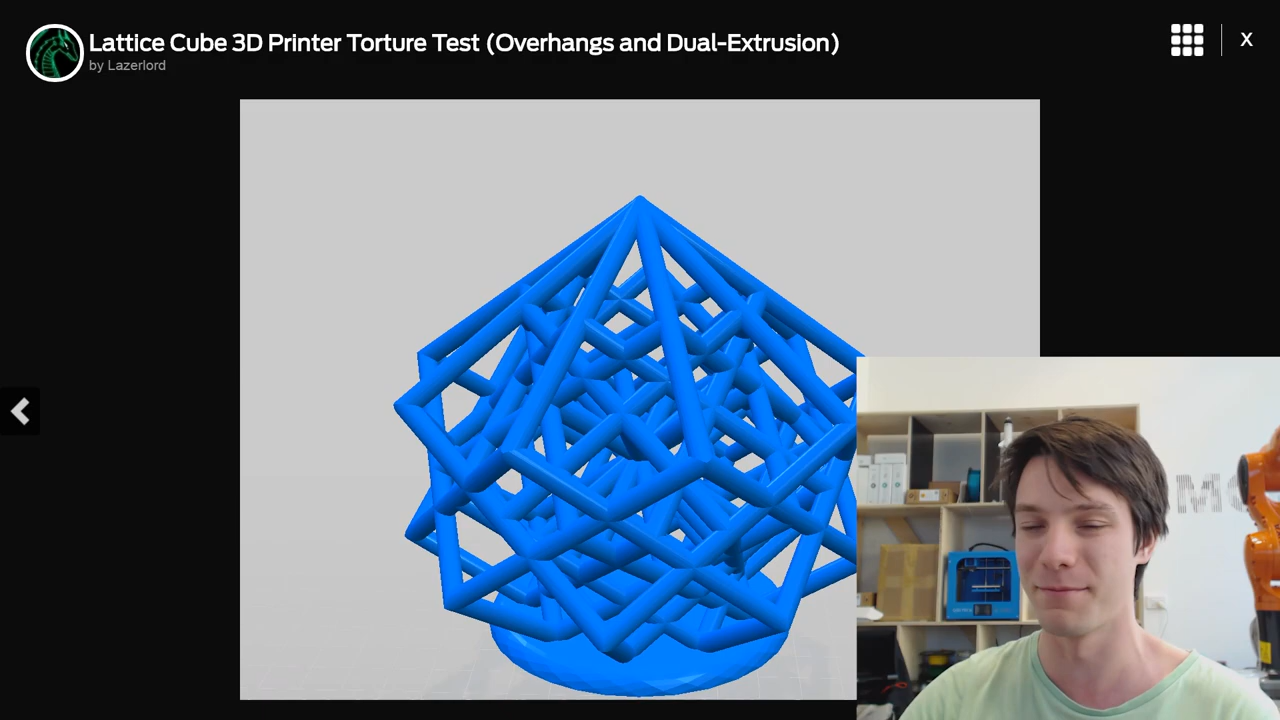 Lattice Cube 3D Printer Torture Test (Overhangs and Dual-Extrusion)
by Lazerlord
X